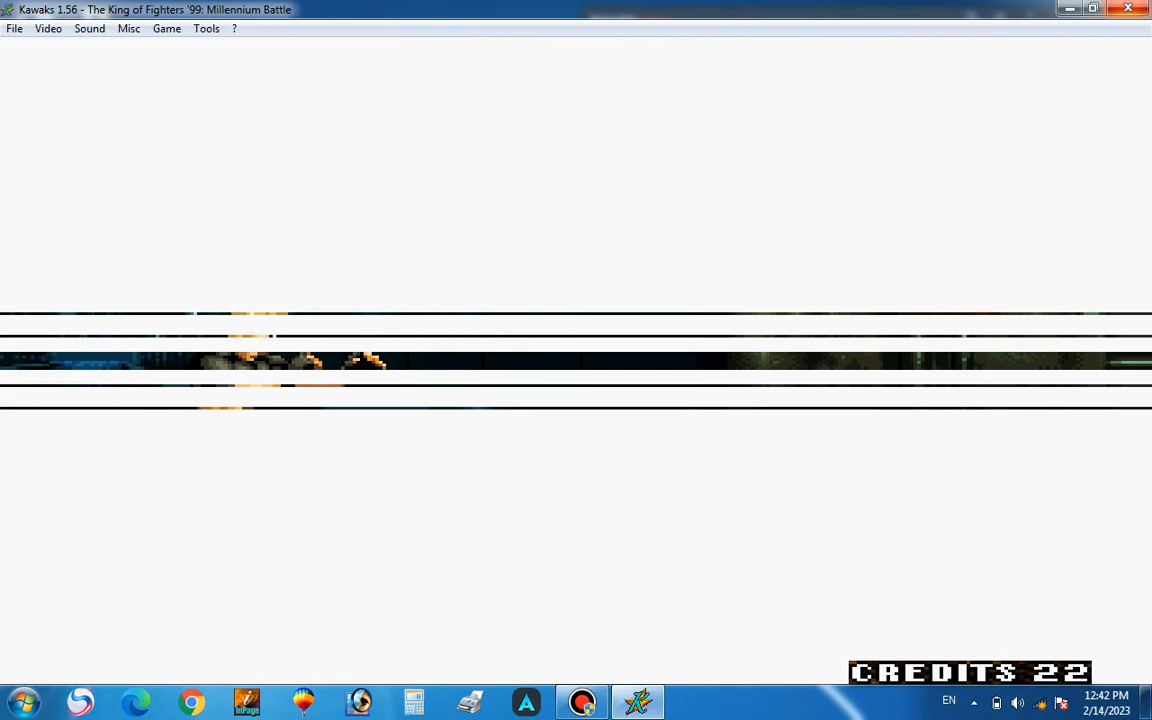 Kawaks 1.56 - The King of Fighters '99: Millennium Battle
File Video Sound Misc Game Tools ?
CREDITS 22
InPage
EN
12:42 PM
2/14/2023